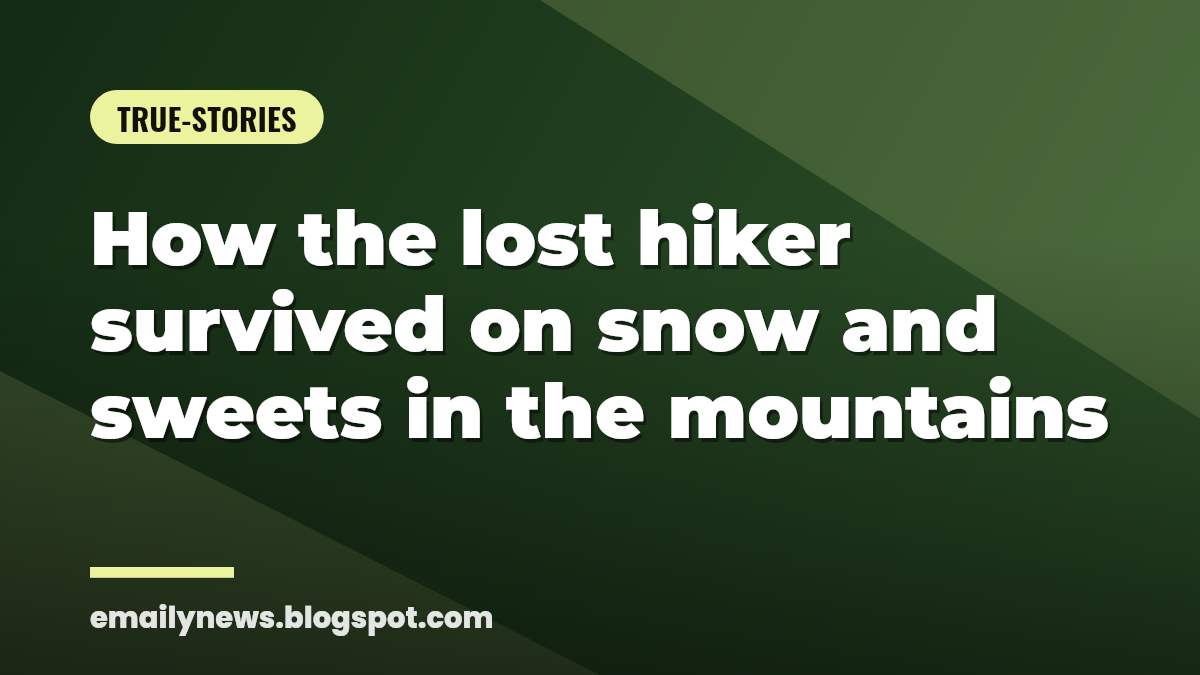 TRUE-STORIES
How the lost hiker
survived on snow and
sweets in the mountains
emailynews.blogspot.com